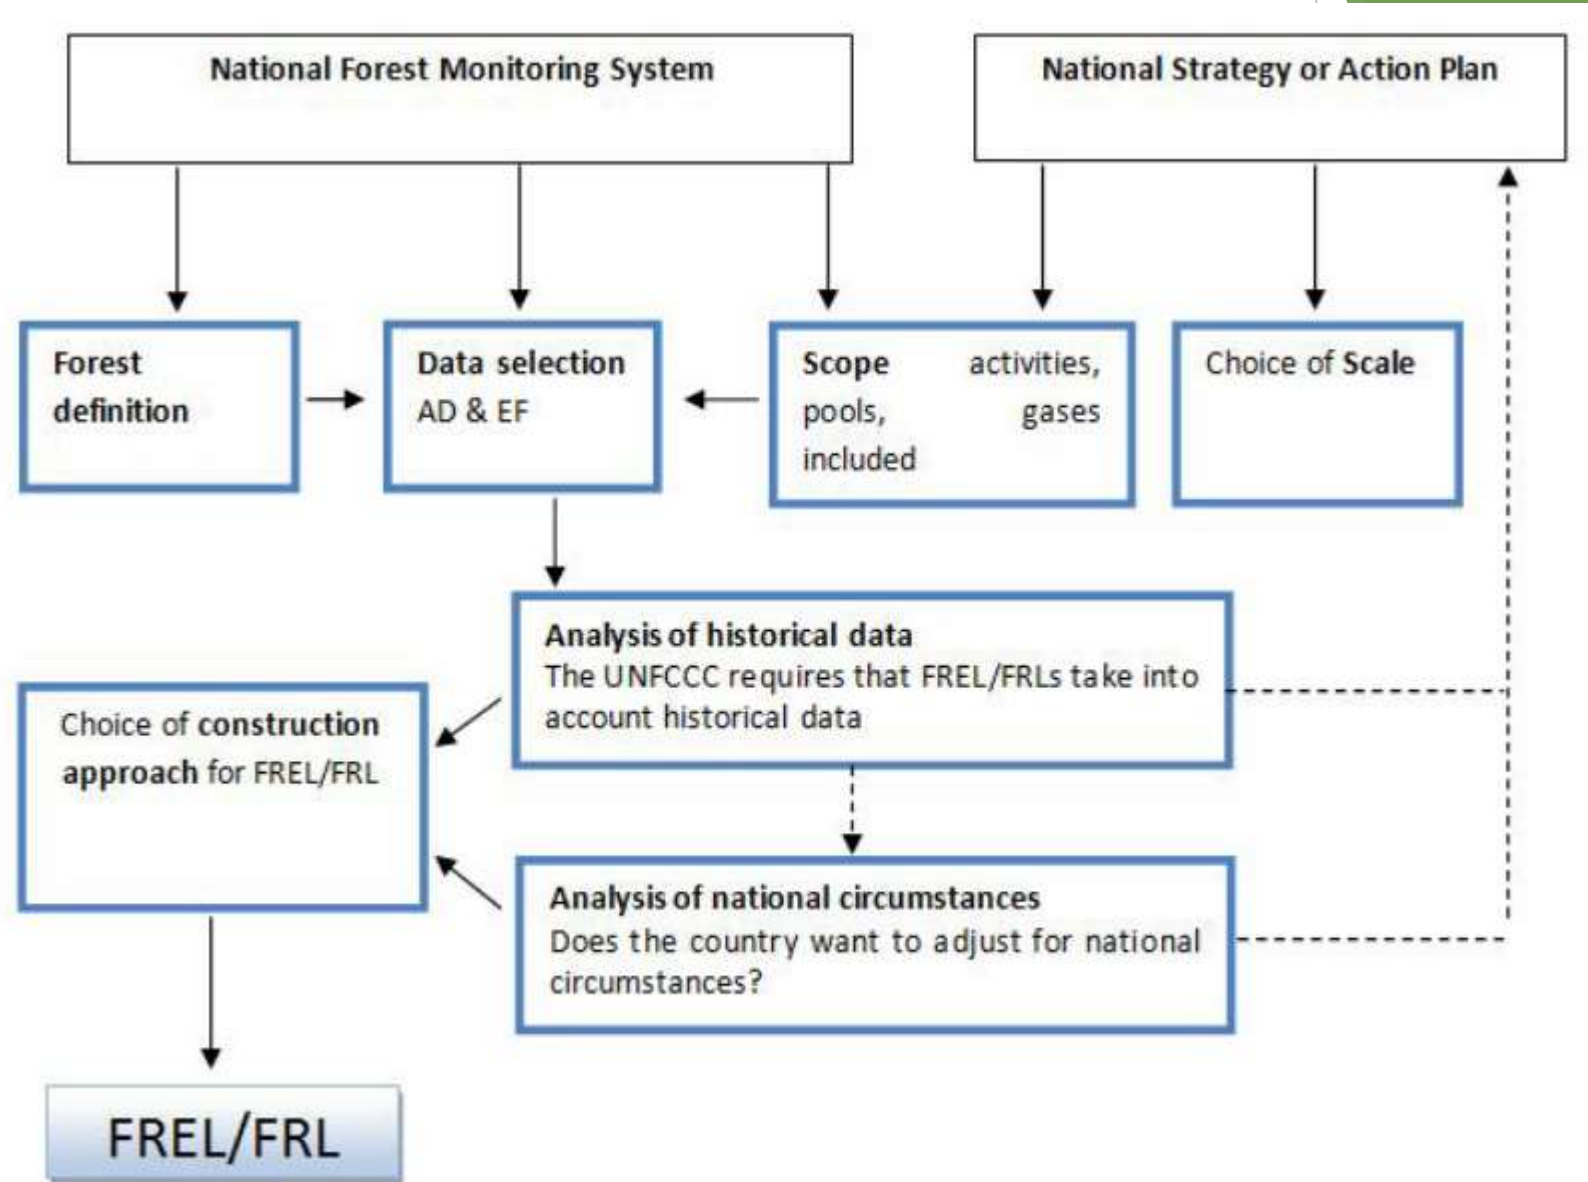 National Forest Monitoring System
National Strategy or Action Plan
Forest
definition
Data selection
AD & EF
Scope activities,
pools, gases
included
Choice of Scale
Analysis of historical data
The UNFCCC requires that FREL/FRLs take into
account historical data
Choice of construction
approach for FREL/FRL
Analysis of national circumstances
Does the country want to adjust for national
circumstances?
FREL/FRL